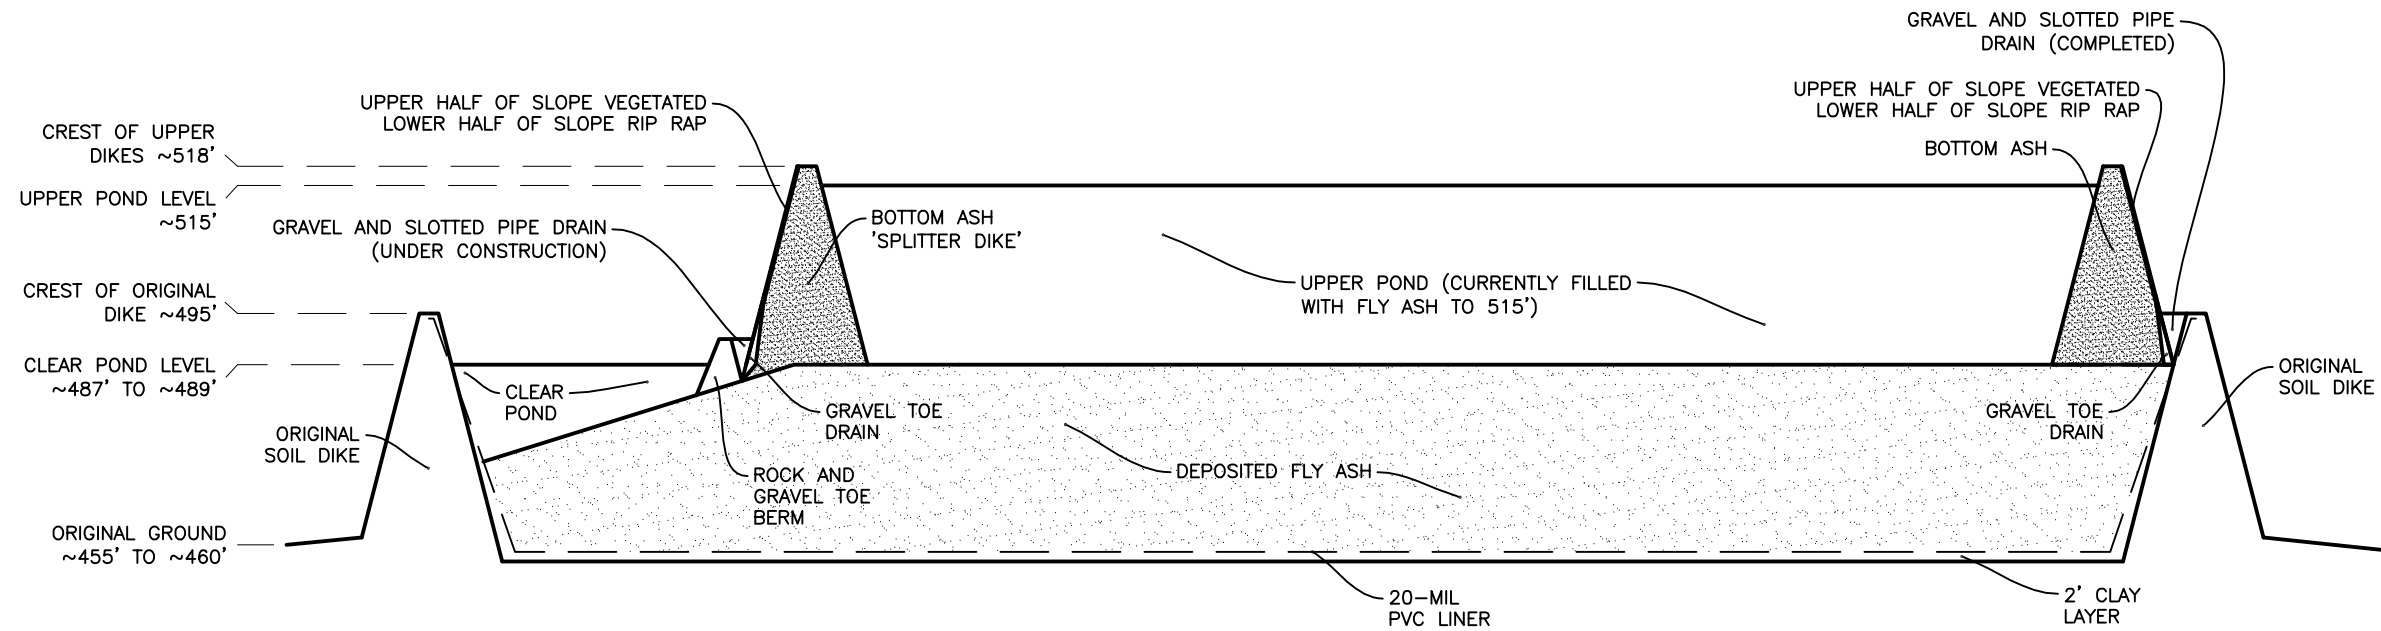 GRAVEL AND SLOTTED PIPE
DRAIN (COMPLETED)
UPPER HALF OF SLOPE VEGETATED
LOWER HALF OF SLOPE RIP RAP
UPPER HALF OF SLOPE VEGETATED
LOWER HALF OF SLOPE RIP RAP
CREST OF UPPER
DIKES ~518'
BOTTOM ASH
UPPER POND LEVEL
~515'
GRAVEL AND SLOTTED PIPE DRAIN
(UNDER CONSTRUCTION)
BOTTOM ASH
'SPLITTER DIKE'
UPPER POND (CURRENTLY FILLED
WITH FLY ASH TO 515')
CREST OF ORIGINAL
DIKE ~495'
CLEAR POND LEVEL
~487' TO ~489'
CLEAR
POND
GRAVEL TOE
DRAIN
GRAVEL TOE
DRAIN
ORIGINAL
SOIL DIKE
ORIGINAL
SOIL DIKE
ROCK AND
GRAVEL TOE
BERM
DEPOSITED FLY ASH
ORIGINAL GROUND
~455' TO ~460'
20-MIL
PVC LINER
2' CLAY
LAYER